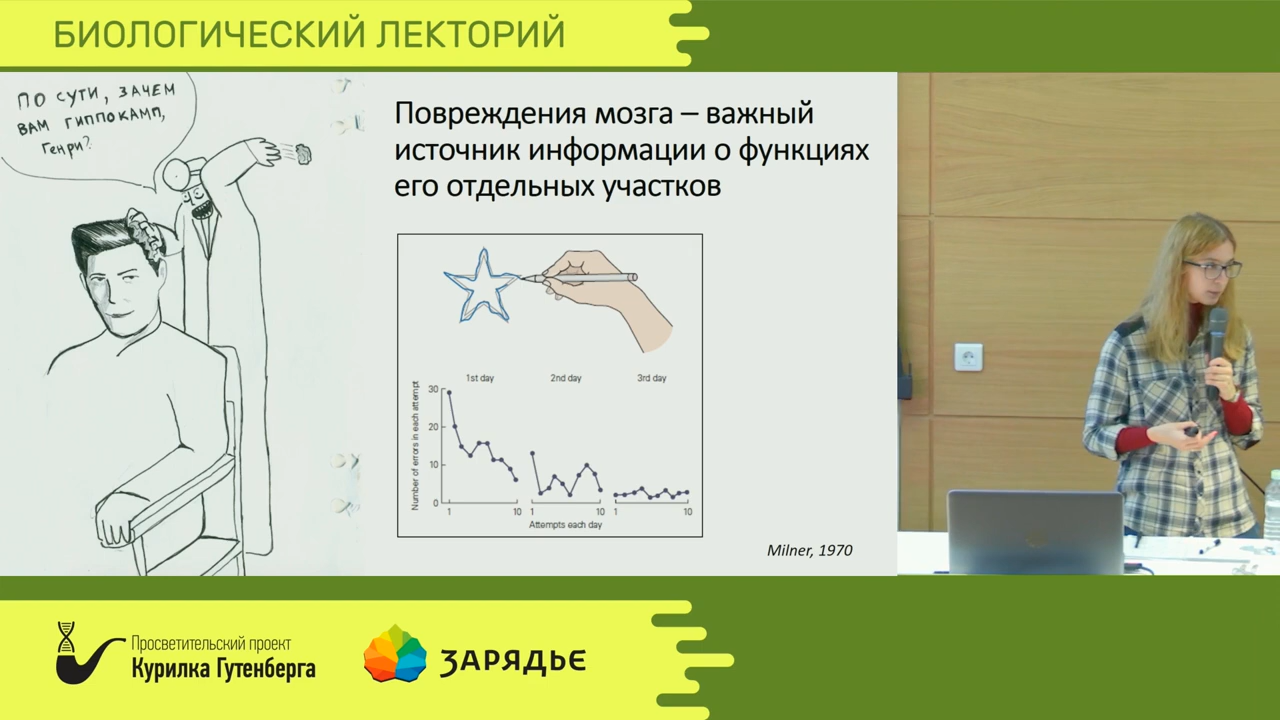 БИОЛОГИЧЕСКИЙ ЛЕКТОРИЙ
ПО СУТИ, ЗАЧЕМ
ВАМ ГИППОКАМП,
Генри?
Повреждения мозга – важный
источник информации о функциях
его отдельных участков
1st day 2nd day 3rd day
Number of errors in each attempt
30
20
10
0
1 10 1 10 1 10
Attempts each day
Milner, 1970
Просветительский проект
Курилка Гутенберга
ЗАРЯДЬЕ